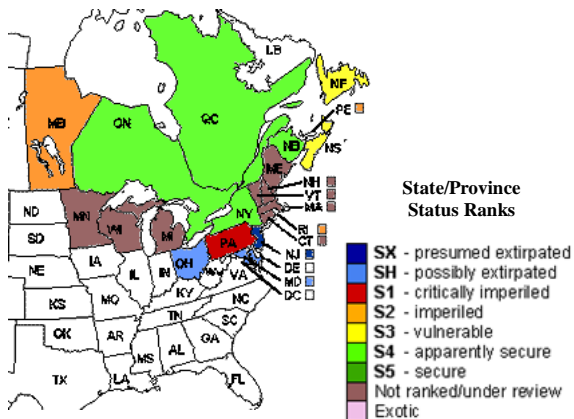 LB
NF
MB
ON
QC
PE
NB
NS
ME
NH
VT
MA
ND
MN
WI
MI
NY
RI
CT
SD
PA
NJ
IA
OH
DE
NE
IL
IN
WV
VA
MD
DC
KS
MO
KY
NC
TN
OK
AR
SC
MS
AL
GA
TX
LA
FL
State/Province
Status Ranks
SX - presumed extirpated
SH - possibly extirpated
S1 - critically imperiled
S2 - imperiled
S3 - vulnerable
S4 - apparently secure
S5 - secure
Not ranked/under review
Exotic